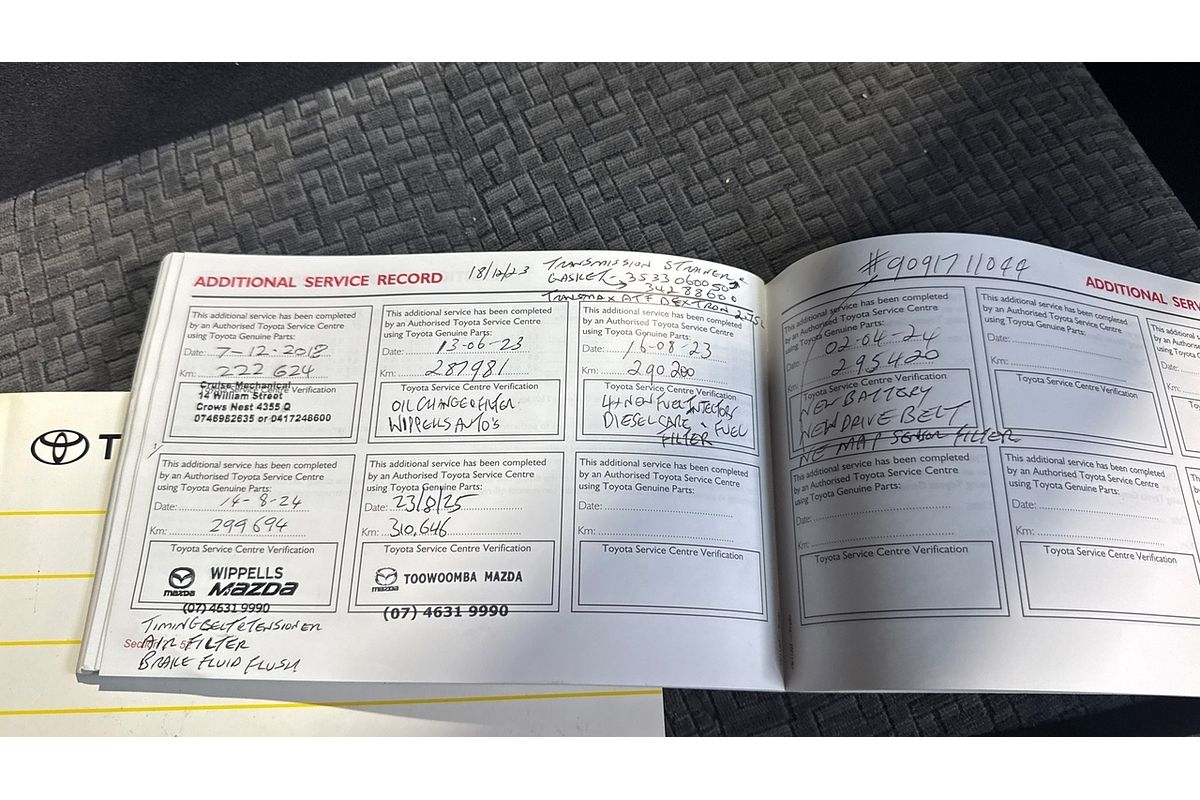 ADDITIONAL SERVICE RECORD
18/12/23
TRANSMISSION STRAINER
GASKET 3533060050
34188600
TRANSMAX ATF DEXTRON 2.75L
This additional service has been completed
by an Authorised Toyota Service Centre
using Toyota Genuine Parts:
Date: 7-12-2018
Km: 222 624
Toyota Service Centre Verification
Cruise Mechanical
14 William Street
Crows Nest 4355 Q
0746982635 or 0417248600
This additional service has been completed
by an Authorised Toyota Service Centre
using Toyota Genuine Parts:
Date: 13-06-23
Km: 287981
Toyota Service Centre Verification
OIL CHANGE & FILTER
WIPPELLS AUTO'S
This additional service has been completed
by an Authorised Toyota Service Centre
using Toyota Genuine Parts:
Date: 16-08-23
Km: 290.200
Toyota Service Centre Verification
4x NEW FUEL INJECTORS
DIESEL CARE - FUEL
FILTER
This additional service has been completed
by an Authorised Toyota Service Centre
using Toyota Genuine Parts:
Date: 14-8-24
Km: 299694
Toyota Service Centre Verification
mazda
WIPPELLS
mazda
(07) 4631 9990
TIMING BELT & TENSIONER
AIR FILTER
BRAKE FLUID FLUSH
This additional service has been completed
by an Authorised Toyota Service Centre
using Toyota Genuine Parts:
Date: 23/8/25
Km: 310,646
Toyota Service Centre Verification
mazda
TOOWOOMBA MAZDA
(07) 4631 9990
This additional service has been completed
by an Authorised Toyota Service Centre
using Toyota Genuine Parts:
Date:
Km:
Toyota Service Centre Verification
#9091711044
ADDITIONAL SER
This additional service has been completed
by an Authorised Toyota Service Centre
using Toyota Genuine Parts:
Date: 02-04-24
Km: 295420
Toyota Service Centre Verification
NEW BATTERY
NEW DRIVE BELT
NE MAP SENSOR FILTER
This additional service has been completed
by an Authorised Toyota Service Centre
using Toyota Genuine Parts:
Date:
Km:
Toyota Service Centre Verification
This additional service has been completed
by an Authorised Toyota Service Centre
using Toyota Genuine Parts:
Date:
Km:
Toyota Service Centre Verification
This additional service has been completed
by an Authorised Toyota Service Centre
using Toyota Genuine Parts:
Date:
Km:
Toyota Service Centre Verification